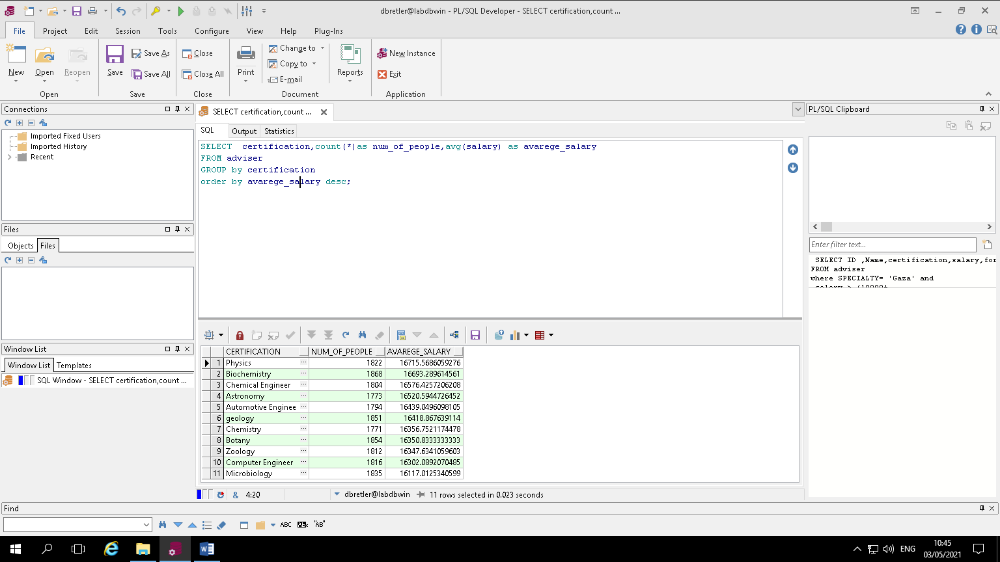 dbretler@labdbwin - PL/SQL Developer - SELECT certification,count ...
File Project Edit Session Tools Configure View Help Plug-Ins
New Open Reopen
Open
Save Save As Save All
Save
Close Close All
Close
Print Change to Copy to E-mail Reports
Document
New Instance Exit
Application
Connections
Imported Fixed Users
Imported History
Recent
Files
Objects Files
Window List
Window List Templates
SQL Window - SELECT certification,count ...
SELECT certification,count ...
SQL Output Statistics
SELECT  certification,count(*)as num_of_people,avg(salary) as avarege_salary
FROM adviser
GROUP by certification
order by avarege_salary desc;
CERTIFICATION NUM_OF_PEOPLE AVAREGE_SALARY
1 Physics 1822 16715.5686059276
2 Biochemistry 1868 16693.289614561
3 Chemical Engineer 1804 16576.4257206208
4 Astronomy 1773 16520.5944726452
5 Automotive Enginee 1794 16439.0496098105
6 geology 1851 16418.867639114
7 Chemistry 1771 16356.7521174478
8 Botany 1854 16350.8333333333
9 Zoology 1812 16347.6341059603
10 Computer Engineer 1816 16302.0892070485
11 Microbiology 1835 16117.0125340599
& 4:20 dbretler@labdbwin 11 rows selected in 0.023 seconds
PL/SQL Clipboard
Enter filter text...
SELECT ID ,Name,certification,salary,for
FROM adviser
where SPECIALTY= 'Gaza' and
Find
ABC AB "AB"
ENG
10:45
03/05/2021